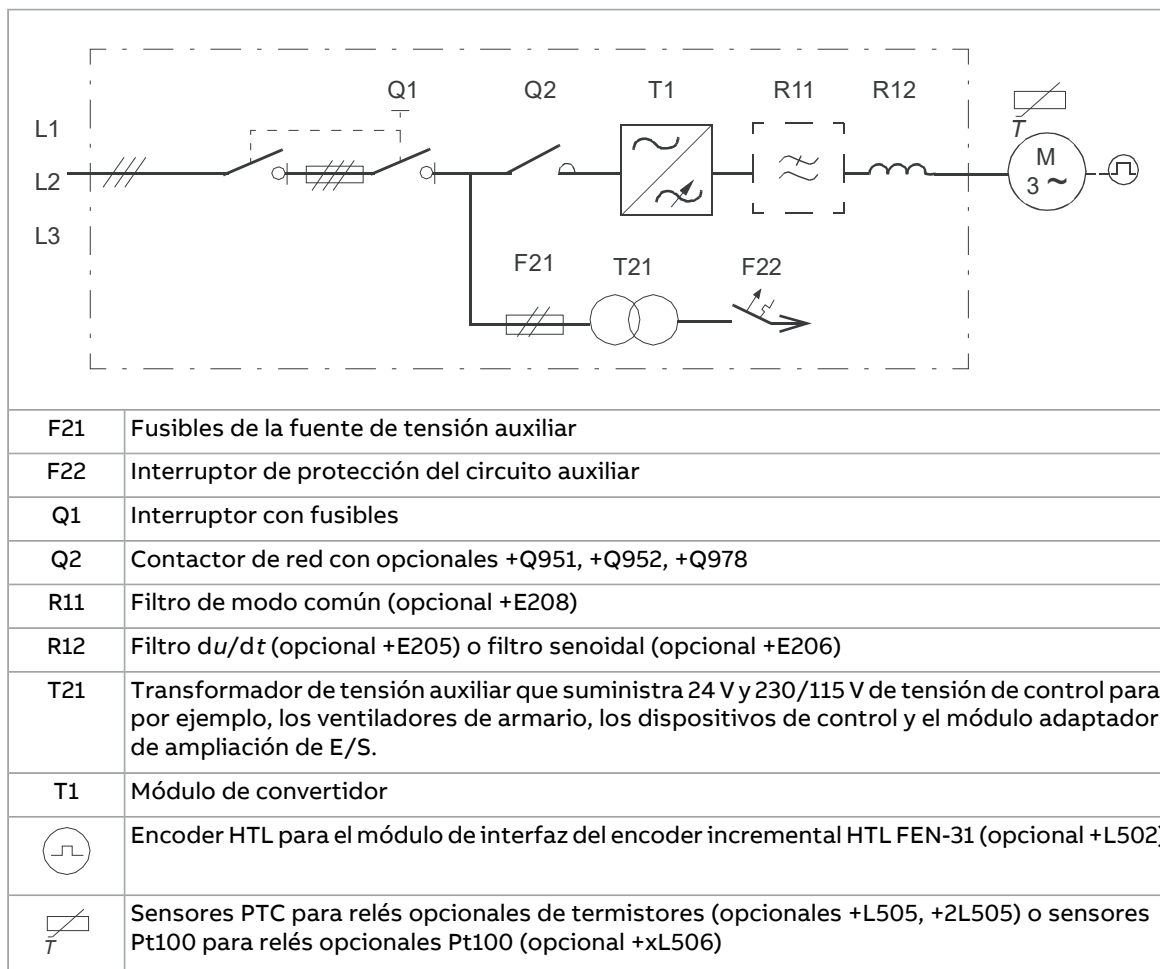 Q1 Q2 T1 R11 R12
L1
L2
L3
T
M
3 ~
F21 T21 F22
F21 Fusibles de la fuente de tensión auxiliar
F22 Interruptor de protección del circuito auxiliar
Q1 Interruptor con fusibles
Q2 Contactor de red con opcionales +Q951, +Q952, +Q978
R11 Filtro de modo común (opcional +E208)
R12 Filtro du/dt (opcional +E205) o filtro senoidal (opcional +E206)
T21 Transformador de tensión auxiliar que suministra 24 V y 230/115 V de tensión de control para
por ejemplo, los ventiladores de armario, los dispositivos de control y el módulo adaptador
de ampliación de E/S.
T1 Módulo de convertidor
Encoder HTL para el módulo de interfaz del encoder incremental HTL FEN-31 (opcional +L502)
T
Sensores PTC para relés opcionales de termistores (opcionales +L505, +2L505) o sensores
Pt100 para relés opcionales Pt100 (opcional +xL506)